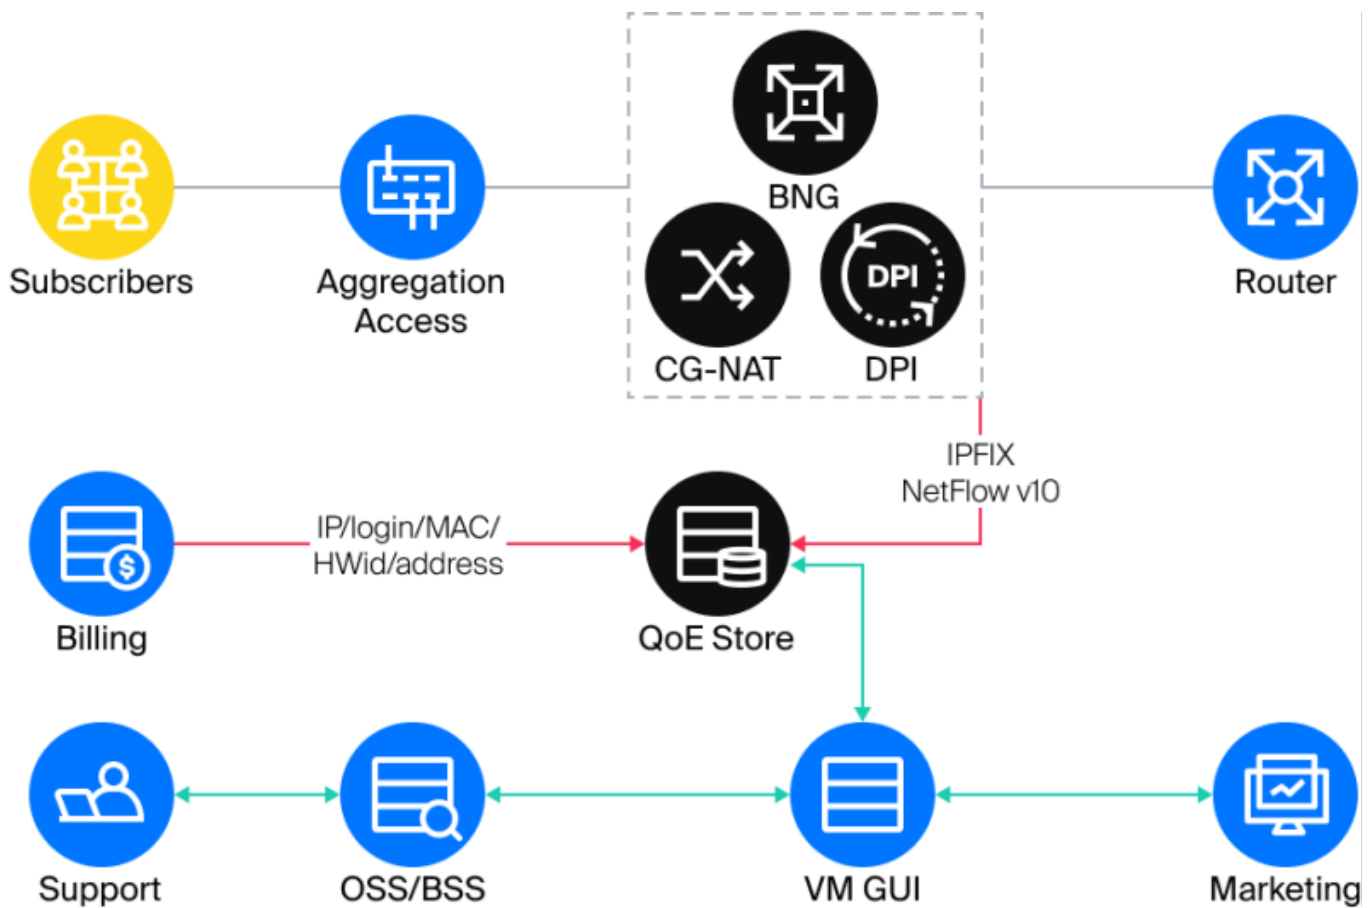 BNG
Subscribers
Aggregation
Access
DPI
CG-NAT
DPI
Router
IPFIX
NetFlow v10
IP/login/MAC/
HWid/address
$
Billing
QoE Store
Support
OSS/BSS
VM GUI
Marketing